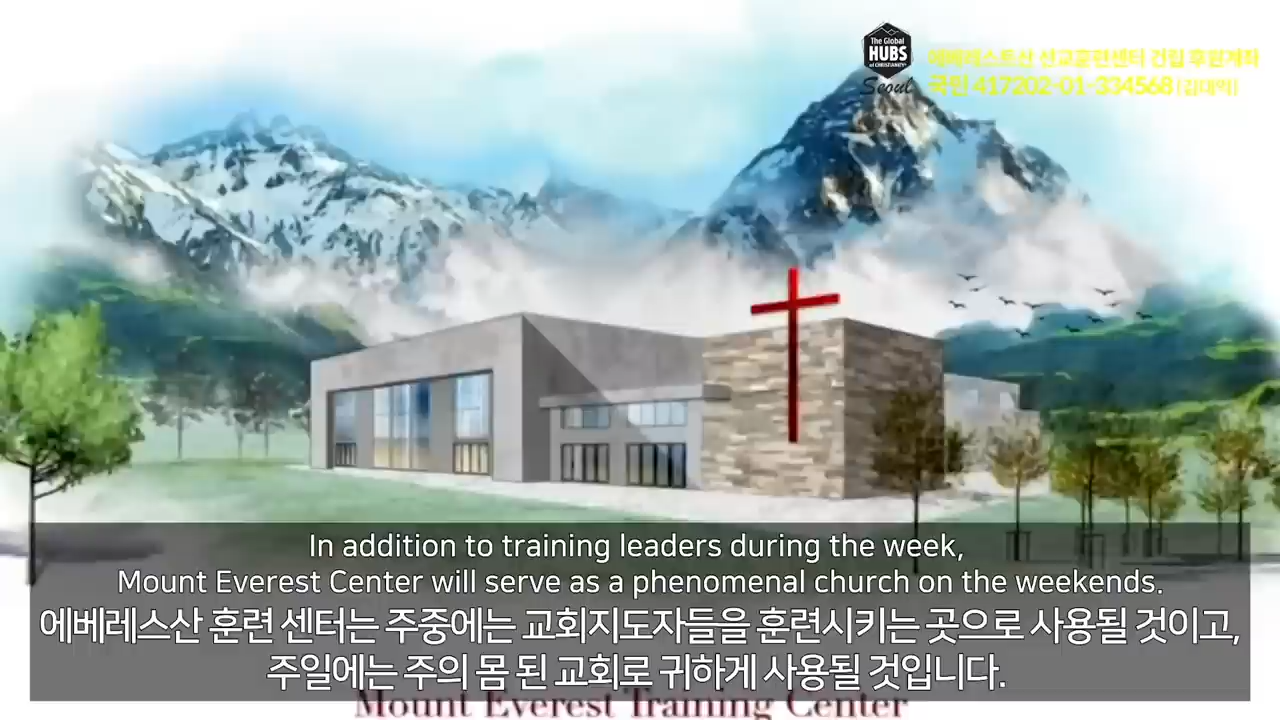 The Global
HUBS
of CHRISTIANITY
Seoul
에베레스트산 선교훈련센터 건립 후원계좌
국민 417202-01-334568 (김대억)
In addition to training leaders during the week,
Mount Everest Center will serve as a phenomenal church on the weekends.
에베레스산 훈련 센터는 주중에는 교회지도자들을 훈련시키는 곳으로 사용될 것이고,
주일에는 주의 몸 된 교회로 귀하게 사용될 것입니다.
Mount Everest Training Center